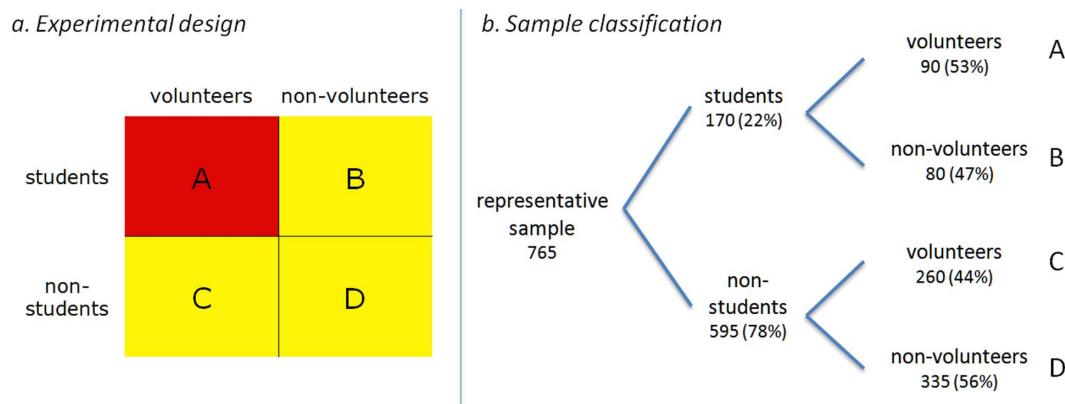 a. Experimental design
volunteers non-volunteers
students
A
B
non-
students
C
D
b. Sample classification
representative
sample
765
students
170 (22%)
non-
students
595 (78%)
volunteers
90 (53%)
A
non-volunteers
80 (47%)
B
volunteers
260 (44%)
C
non-volunteers
335 (56%)
D